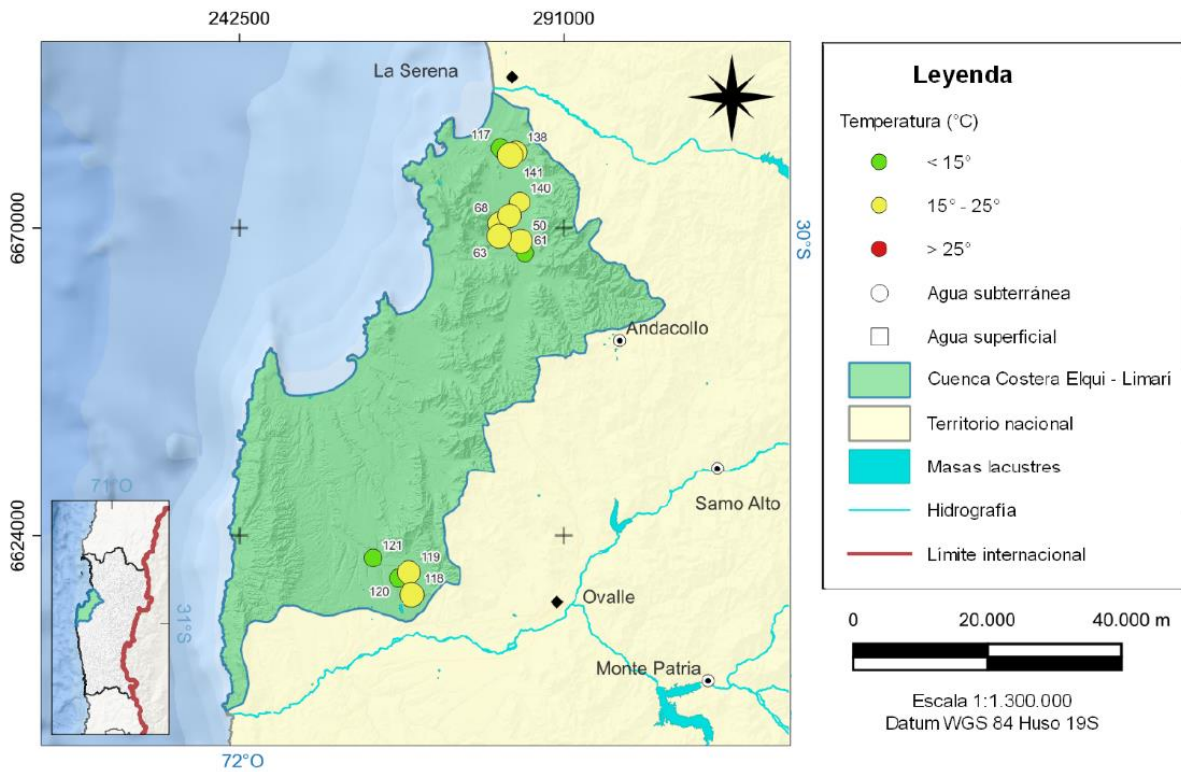 242500
291000
La Serena
117
138
141
140
68
50
63
61
6670000
30°S
Andacollo
Samo Alto
6624000
121
119
118
120
Ovalle
Monte Patria
71°O
31°S
72°O
Leyenda
Temperatura (°C)
< 15°
15° - 25°
> 25°
Agua subterránea
Agua superficial
Cuenca Costera Elqui - Limarí
Territorio nacional
Masas lacustres
Hidrografía
Límite internacional
0 20.000 40.000 m
Escala 1:1.300.000
Datum WGS 84 Huso 19S